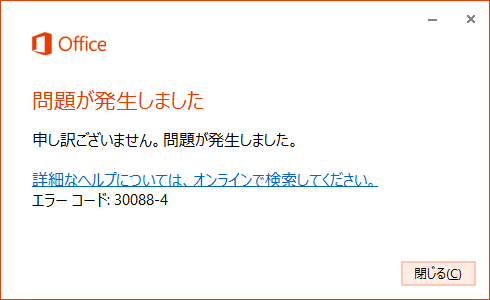 Office
問題が発生しました
申し訳ございません。問題が発生しました。
詳細なヘルプについては、オンラインで検索してください。
エラー コード: 30088-4
閉じる(C)